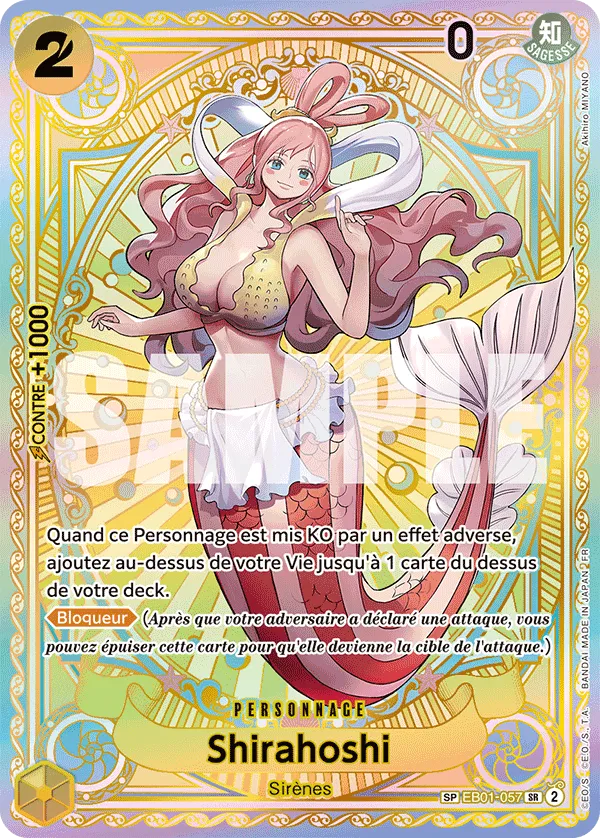 2
0
知
SAGESSE
Akihiro MIYANO
CONTRE +1000
SAMPLE
Quand ce Personnage est mis KO par un effet adverse,
ajoutez au-dessus de votre Vie jusqu'à 1 carte du dessus
de votre deck.
Bloqueur (Après que votre adversaire a déclaré une attaque, vous
pouvez épuiser cette carte pour qu'elle devienne la cible de l'attaque.)
PERSONNAGE
Shirahoshi
Sirènes
SP EB01-057 SR 2
©E.O./S. ©E.O./S., T.A. BANDAI MADE IN JAPAN FR